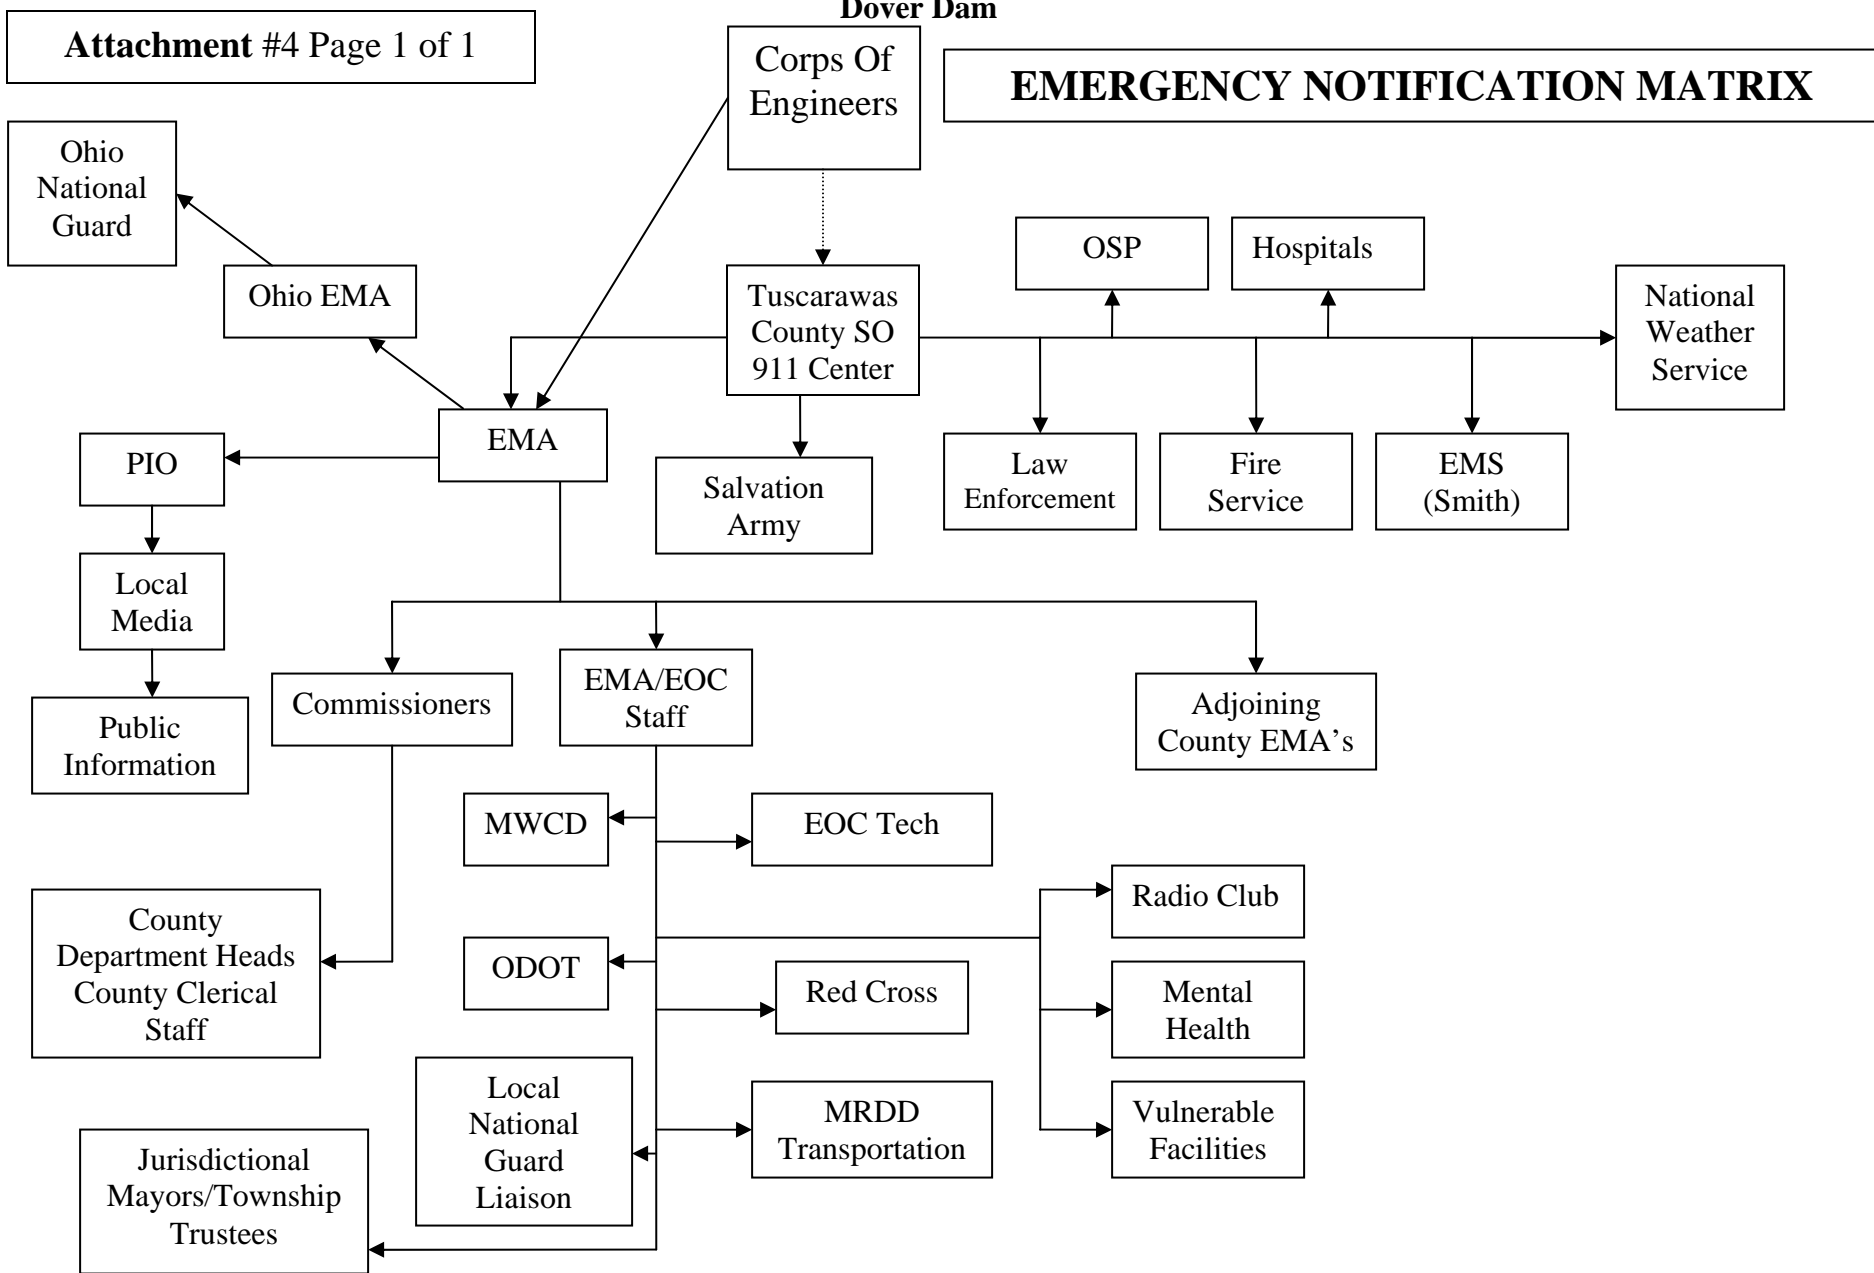 Dover Dam
Attachment #4 Page 1 of 1
Corps Of
Engineers
EMERGENCY NOTIFICATION MATRIX
Ohio
National
Guard
Ohio EMA
Tuscarawas
County SO
911 Center
OSP
Hospitals
National
Weather
Service
EMA
PIO
Salvation
Army
Law
Enforcement
Fire
Service
EMS
(Smith)
Local
Media
Public
Information
Commissioners
EMA/EOC
Staff
Adjoining
County EMA’s
MWCD
EOC Tech
County
Department Heads
County Clerical
Staff
ODOT
Red Cross
Radio Club
Mental
Health
Local
National
Guard
Liaison
MRDD
Transportation
Vulnerable
Facilities
Jurisdictional
Mayors/Township
Trustees